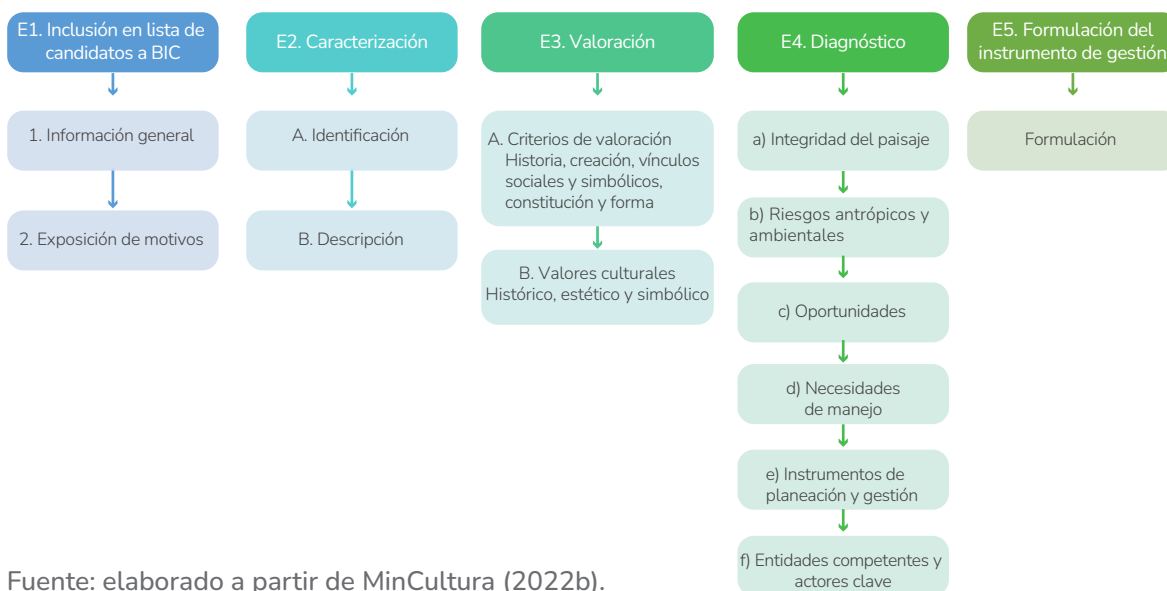 E1. Inclusión en lista de
candidatos a BIC
1. Información general
2. Exposición de motivos
E2. Caracterización
A. Identificación
B. Descripción
E3. Valoración
A. Criterios de valoración
Historia, creación, vínculos
sociales y simbólicos,
constitución y forma
B. Valores culturales
Histórico, estético y simbólico
E4. Diagnóstico
a) Integridad del paisaje
b) Riesgos antrópicos y
ambientales
c) Oportunidades
d) Necesidades
de manejo
e) Instrumentos de
planeación y gestión
f) Entidades competentes y
actores clave
E5. Formulación del
instrumento de gestión
Formulación
Fuente: elaborado a partir de MinCultura (2022b).